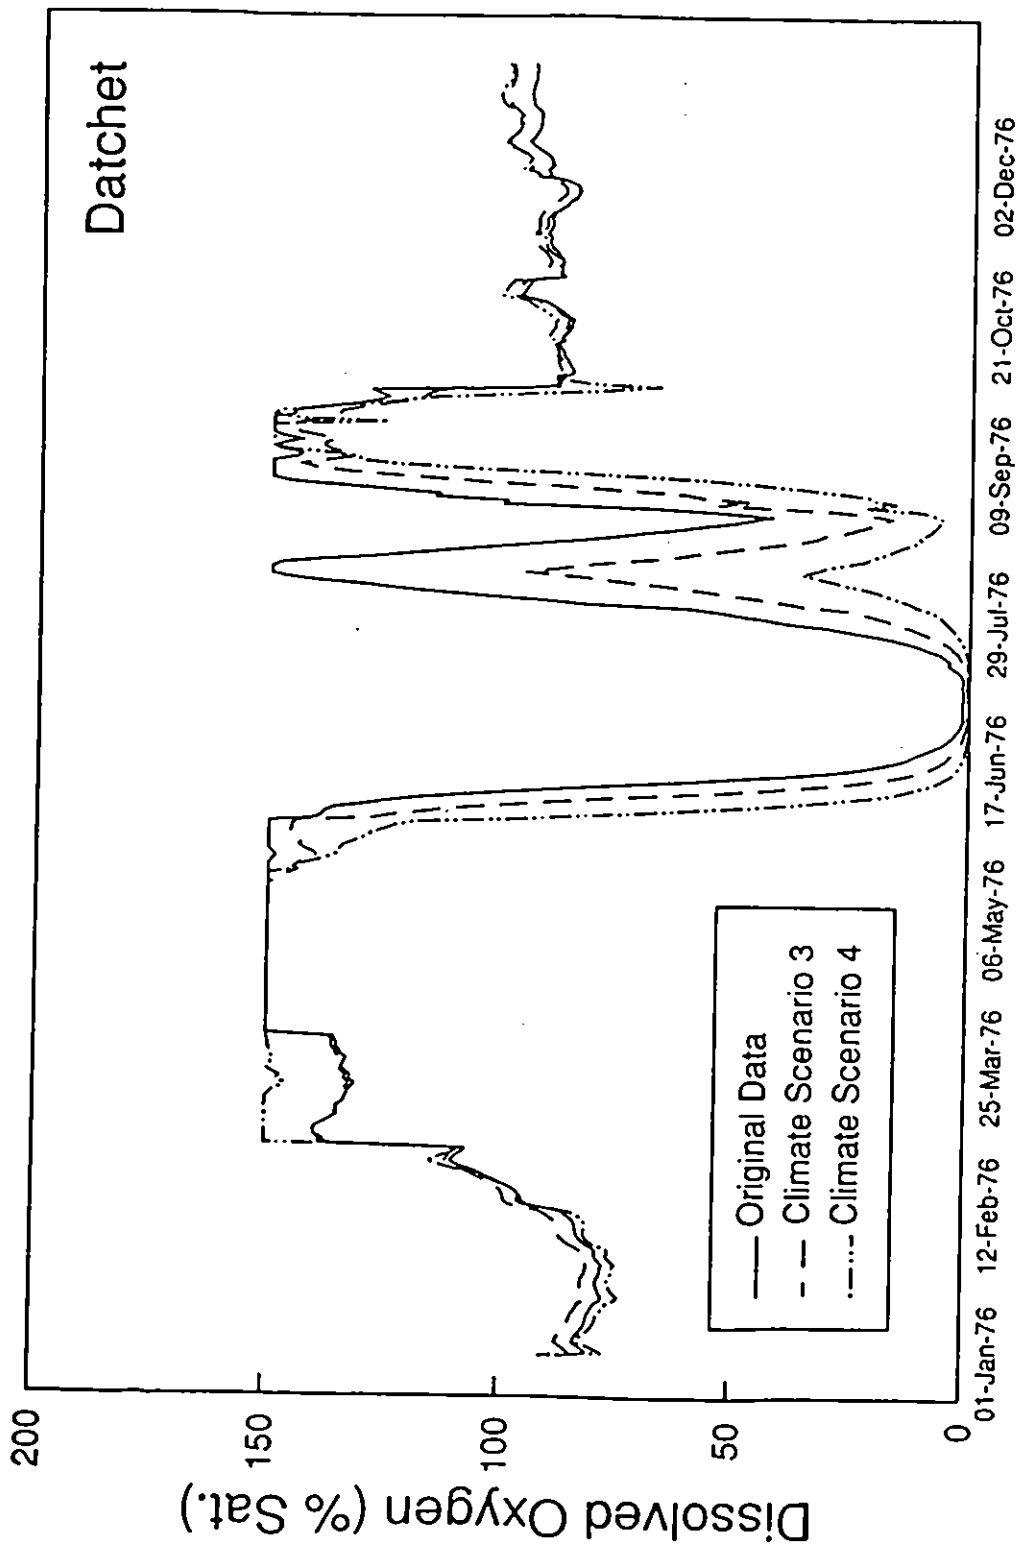 Datchet
Dissolved Oxygen (% Sat.)
200
150
100
50
0
Original Data
Climate Scenario 3
Climate Scenario 4
01-Jan-76
12-Feb-76
25-Mar-76
06-May-76
17-Jun-76
29-Jul-76
09-Sep-76
21-Oct-76
02-Dec-76